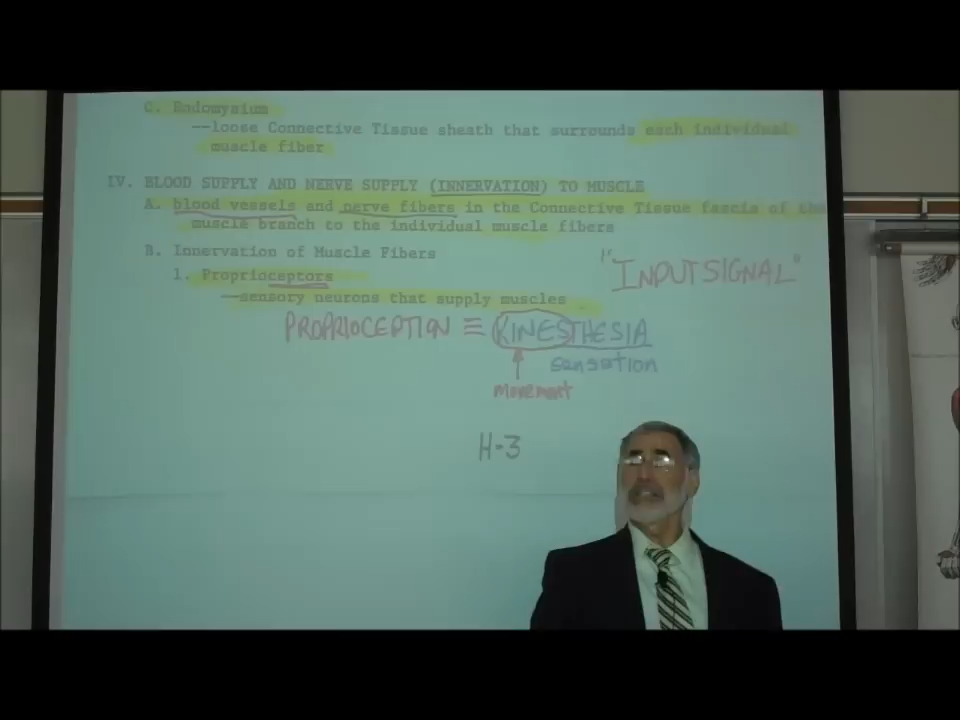 C. Endomysium
--loose Connective Tissue sheath that surrounds each individual
muscle fiber
IV. BLOOD SUPPLY AND NERVE SUPPLY (INNERVATION) TO MUSCLE
A. blood vessels and nerve fibers in the Connective Tissue fascia of the
muscle branch to the individual muscle fibers
B. Innervation of Muscle Fibers
"INPUT SIGNAL"
1. Proprioceptors
--sensory neurons that supply muscles
PROPRIOCEPTION ≡ KINESTHESIA
sensation
movement
H-3